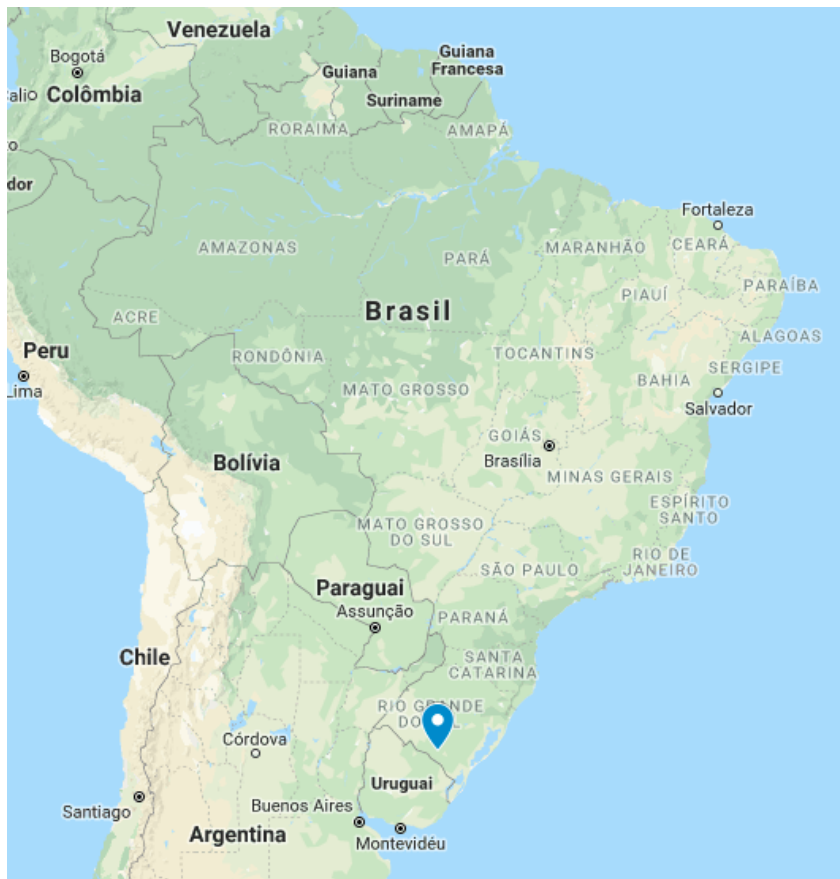 Venezuela
Guiana
Francesa
Bogotá
Guiana
Colômbia
Suriname
RORAIMA
AMAPÁ
dor
Fortaleza
AMAZONAS
PARÁ
MARANHÃO
CEARÁ
PIAUÍ
PARAÍBA
Brasil
ACRE
ALAGOAS
Peru
RONDÔNIA
TOCANTINS
SERGIPE
Lima
MATO GROSSO
BAHIA
Salvador
GOIÁS
Brasília
Bolívia
MINAS GERAIS
ESPÍRITO
SANTO
MATO GROSSO
DO SUL
RIO DE
JANEIRO
SÃO PAULO
Paraguai
Assunção
PARANÁ
Chile
SANTA
CATARINA
RIO GRANDE
Córdova
Uruguai
Santiago
Buenos Aires
Argentina
Montevidéu